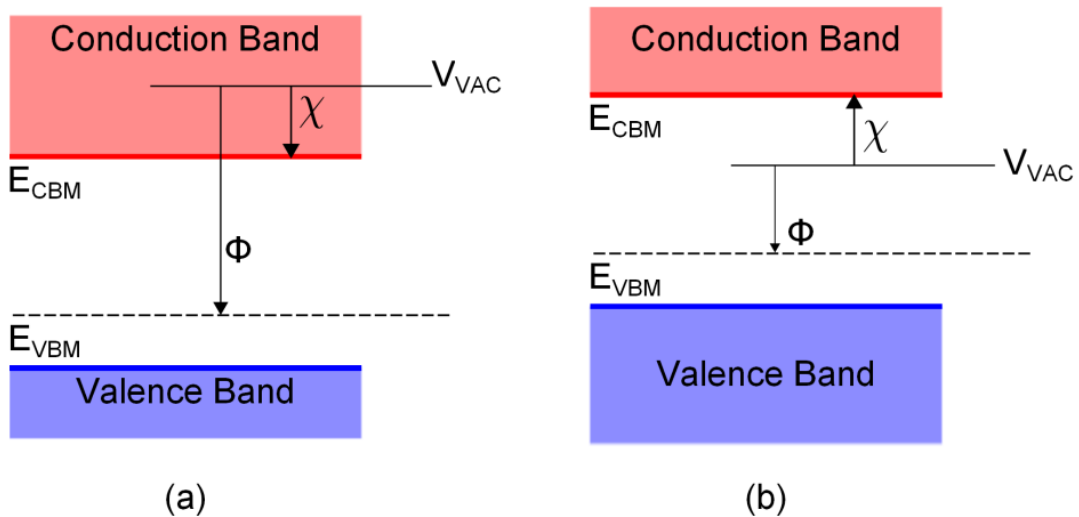 Conduction Band
V_VAC
χ
E_CBM
Φ
E_VBM
Valence Band
(a)
Conduction Band
E_CBM
χ
V_VAC
Φ
E_VBM
Valence Band
(b)